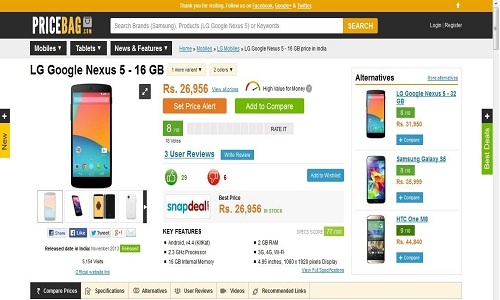 Thank you for visiting. Follow us on Facebook, Google+ & Twitter.
PRICEBAG.COM
Search Brands (Samsung), Products (LG Google Nexus 5) or Keywords
SEARCH
Login | Register
Mobiles
Tablets
News & Features
Home » Mobiles » LG Mobiles » LG Google Nexus 5 - 16 GB price in India
LG Google Nexus 5 - 16 GB
1 more variant
2 colors
Rs. 26,956
View all prices
High Value for Money
Set Price Alert
Add to Compare
8 /10
RATE IT
18 Votes
3 User Reviews
Write Review
29
6
Add to Wishlist
snapdeal
Best Price
Rs. 26,956 IN STOCK
Share
Like
Tweet
+1
Released date in India: November 2013 Released
5,154 Visits
Official website link
KEY FEATURES
SPECS SCORE: 77 /100
Android, v4.4 (KitKat)
2 GB RAM
2.3 GHz Processor
3G, 4G, Wi-Fi
16 GB Internal Memory
4.95 inches, 1080 x 1920 pixels Display
View Full Specifications
Alternatives
More alternatives
LG Google Nexus 5 - 32 GB
8 /10
Rs. 31,950
+ Compare
Samsung Galaxy S5
8 /10
Rs. 35,999
+ Compare
HTC One M8
9 /10
Rs. 44,840
+ Compare
New
Best Deals
Compare Prices
Specifications
Alternatives
User Reviews
Videos
Recommended Links